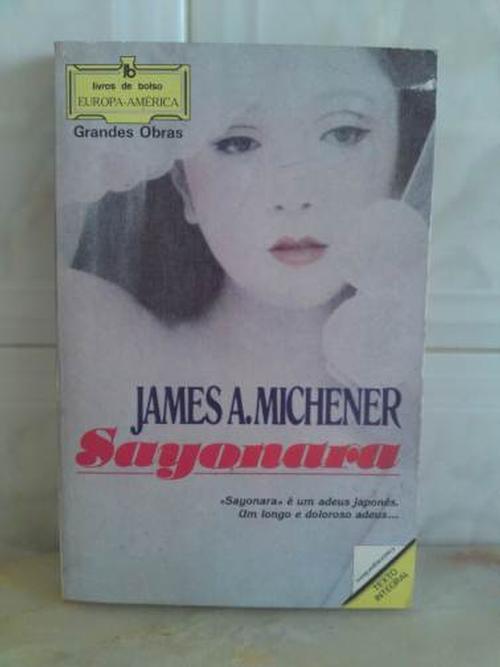 lb
livros de bolso
EUROPA-AMÉRICA
Grandes Obras
JAMES A. MICHENER
Sayonara
«Sayonara» é um adeus japonês.
Um longo e doloroso adeus...
TEXTO
INTEGRAL